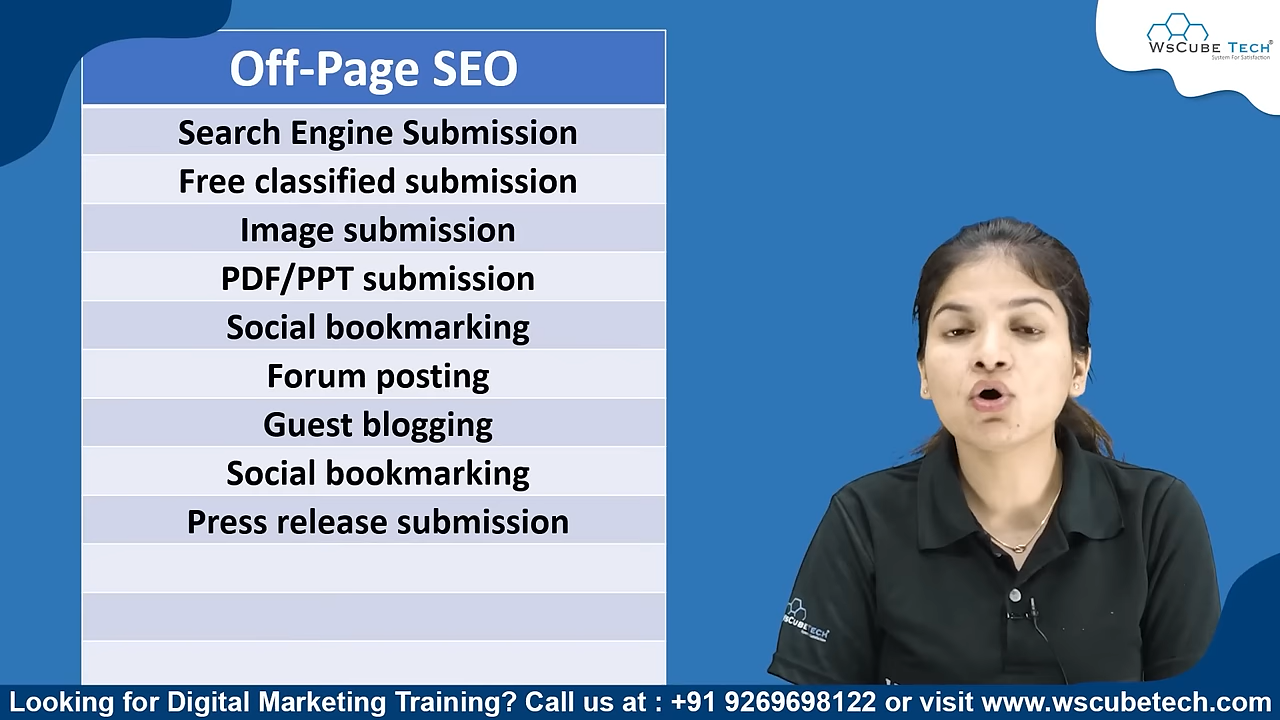 Off-Page SEO
Search Engine Submission
Free classified submission
Image submission
PDF/PPT submission
Social bookmarking
Forum posting
Guest blogging
Social bookmarking
Press release submission
WsCube Tech®
System For Satisfaction
WsCubeTech
Looking for Digital Marketing Training? Call us at : +91 9269698122 or visit www.wscubetech.com